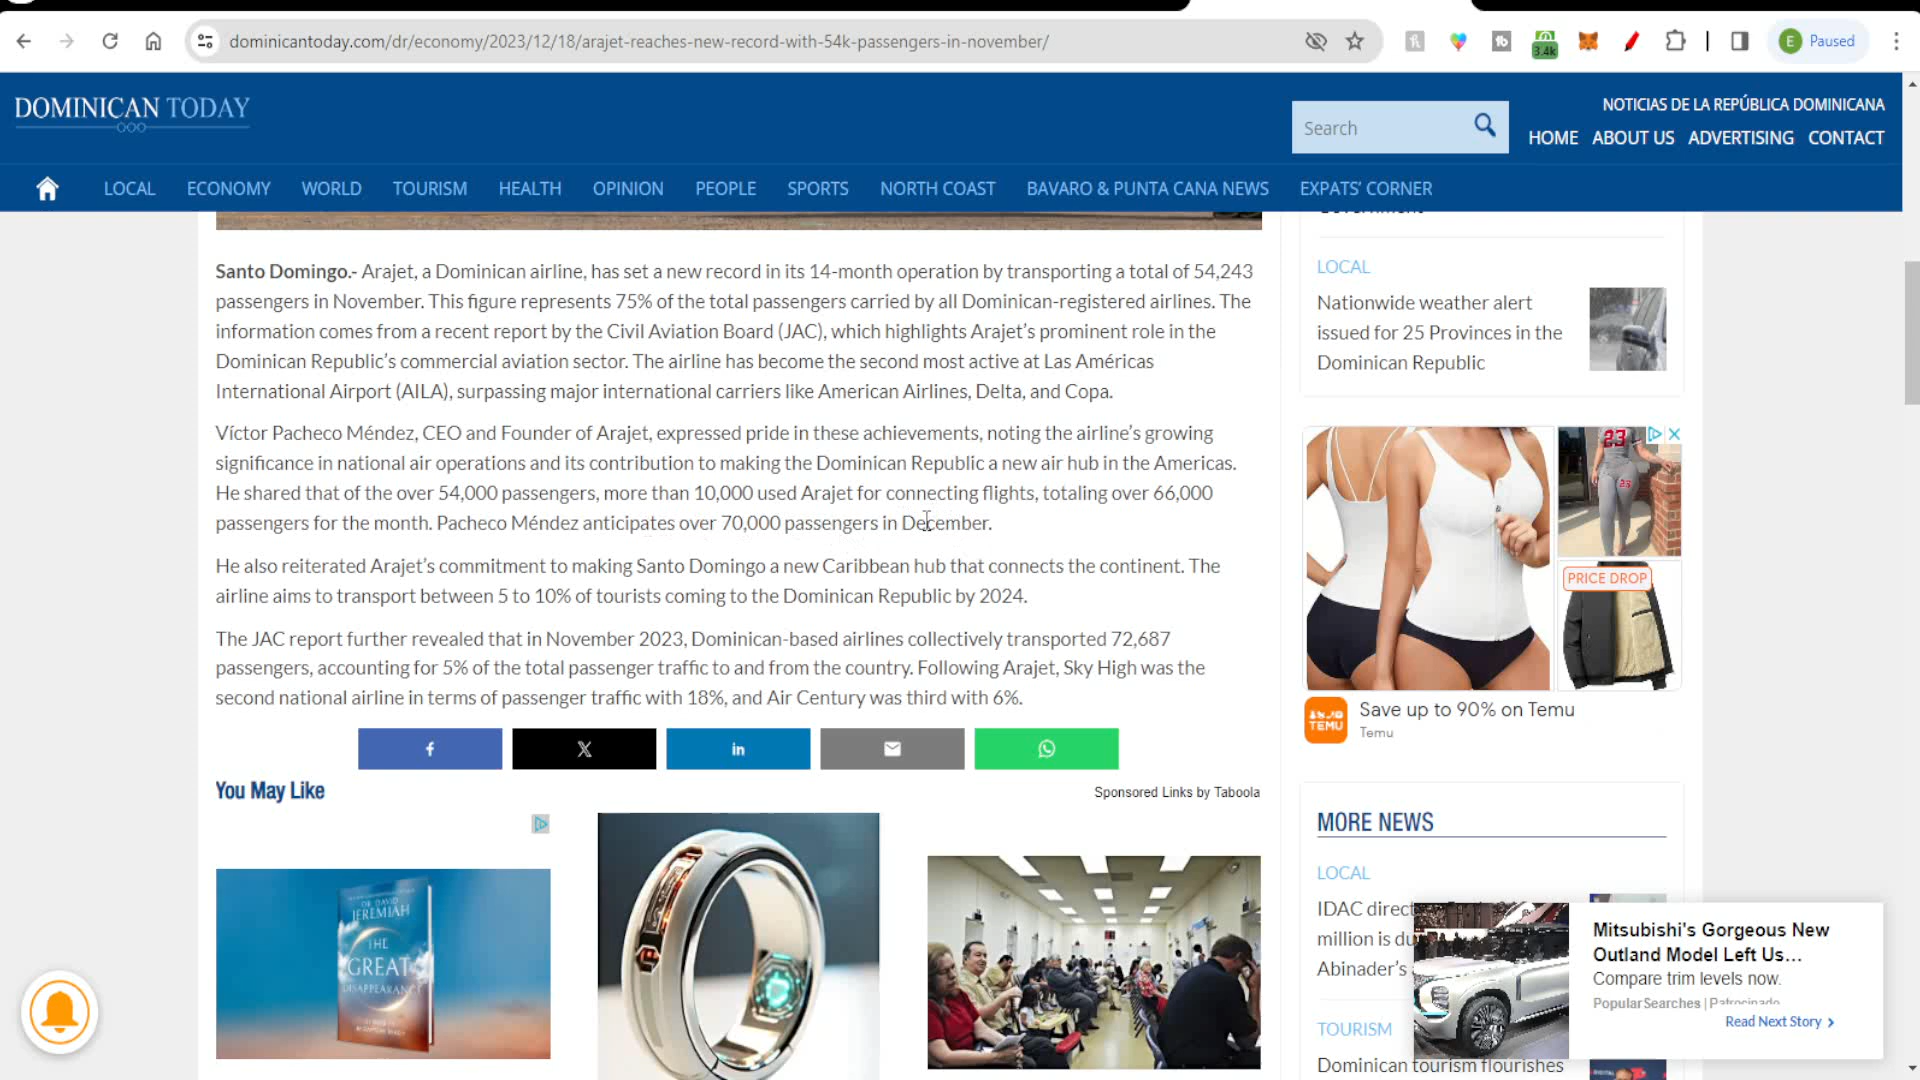 dominicantoday.com/dr/economy/2023/12/18/arajet-reaches-new-record-with-54k-passengers-in-november/
3.4k
E Paused
DOMINICAN TODAY
Search
NOTICIAS DE LA REPÚBLICA DOMINICANA
HOME ABOUT US ADVERTISING CONTACT
LOCAL ECONOMY WORLD TOURISM HEALTH OPINION PEOPLE SPORTS NORTH COAST BAVARO & PUNTA CANA NEWS EXPATS' CORNER
Santo Domingo.- Arajet, a Dominican airline, has set a new record in its 14-month operation by transporting a total of 54,243
passengers in November. This figure represents 75% of the total passengers carried by all Dominican-registered airlines. The
information comes from a recent report by the Civil Aviation Board (JAC), which highlights Arajet's prominent role in the
Dominican Republic's commercial aviation sector. The airline has become the second most active at Las Américas
International Airport (AILA), surpassing major international carriers like American Airlines, Delta, and Copa.
Víctor Pacheco Méndez, CEO and Founder of Arajet, expressed pride in these achievements, noting the airline's growing
significance in national air operations and its contribution to making the Dominican Republic a new air hub in the Americas.
He shared that of the over 54,000 passengers, more than 10,000 used Arajet for connecting flights, totaling over 66,000
passengers for the month. Pacheco Méndez anticipates over 70,000 passengers in December.
He also reiterated Arajet's commitment to making Santo Domingo a new Caribbean hub that connects the continent. The
airline aims to transport between 5 to 10% of tourists coming to the Dominican Republic by 2024.
The JAC report further revealed that in November 2023, Dominican-based airlines collectively transported 72,687
passengers, accounting for 5% of the total passenger traffic to and from the country. Following Arajet, Sky High was the
second national airline in terms of passenger traffic with 18%, and Air Century was third with 6%.
You May Like
Sponsored Links by Taboola
DR. DAVID
JEREMIAH
THE
GREAT
DISAPPEARANCE
LOCAL
Nationwide weather alert
issued for 25 Provinces in the
Dominican Republic
23
23
PRICE DROP
TEMU
Save up to 90% on Temu
Temu
MORE NEWS
LOCAL
IDAC direct
million is du
Abinader's
TOURISM
Dominican tourism flourishes
Mitsubishi's Gorgeous New
Outland Model Left Us...
Compare trim levels now.
PopularSearches | Patrocinado
Read Next Story